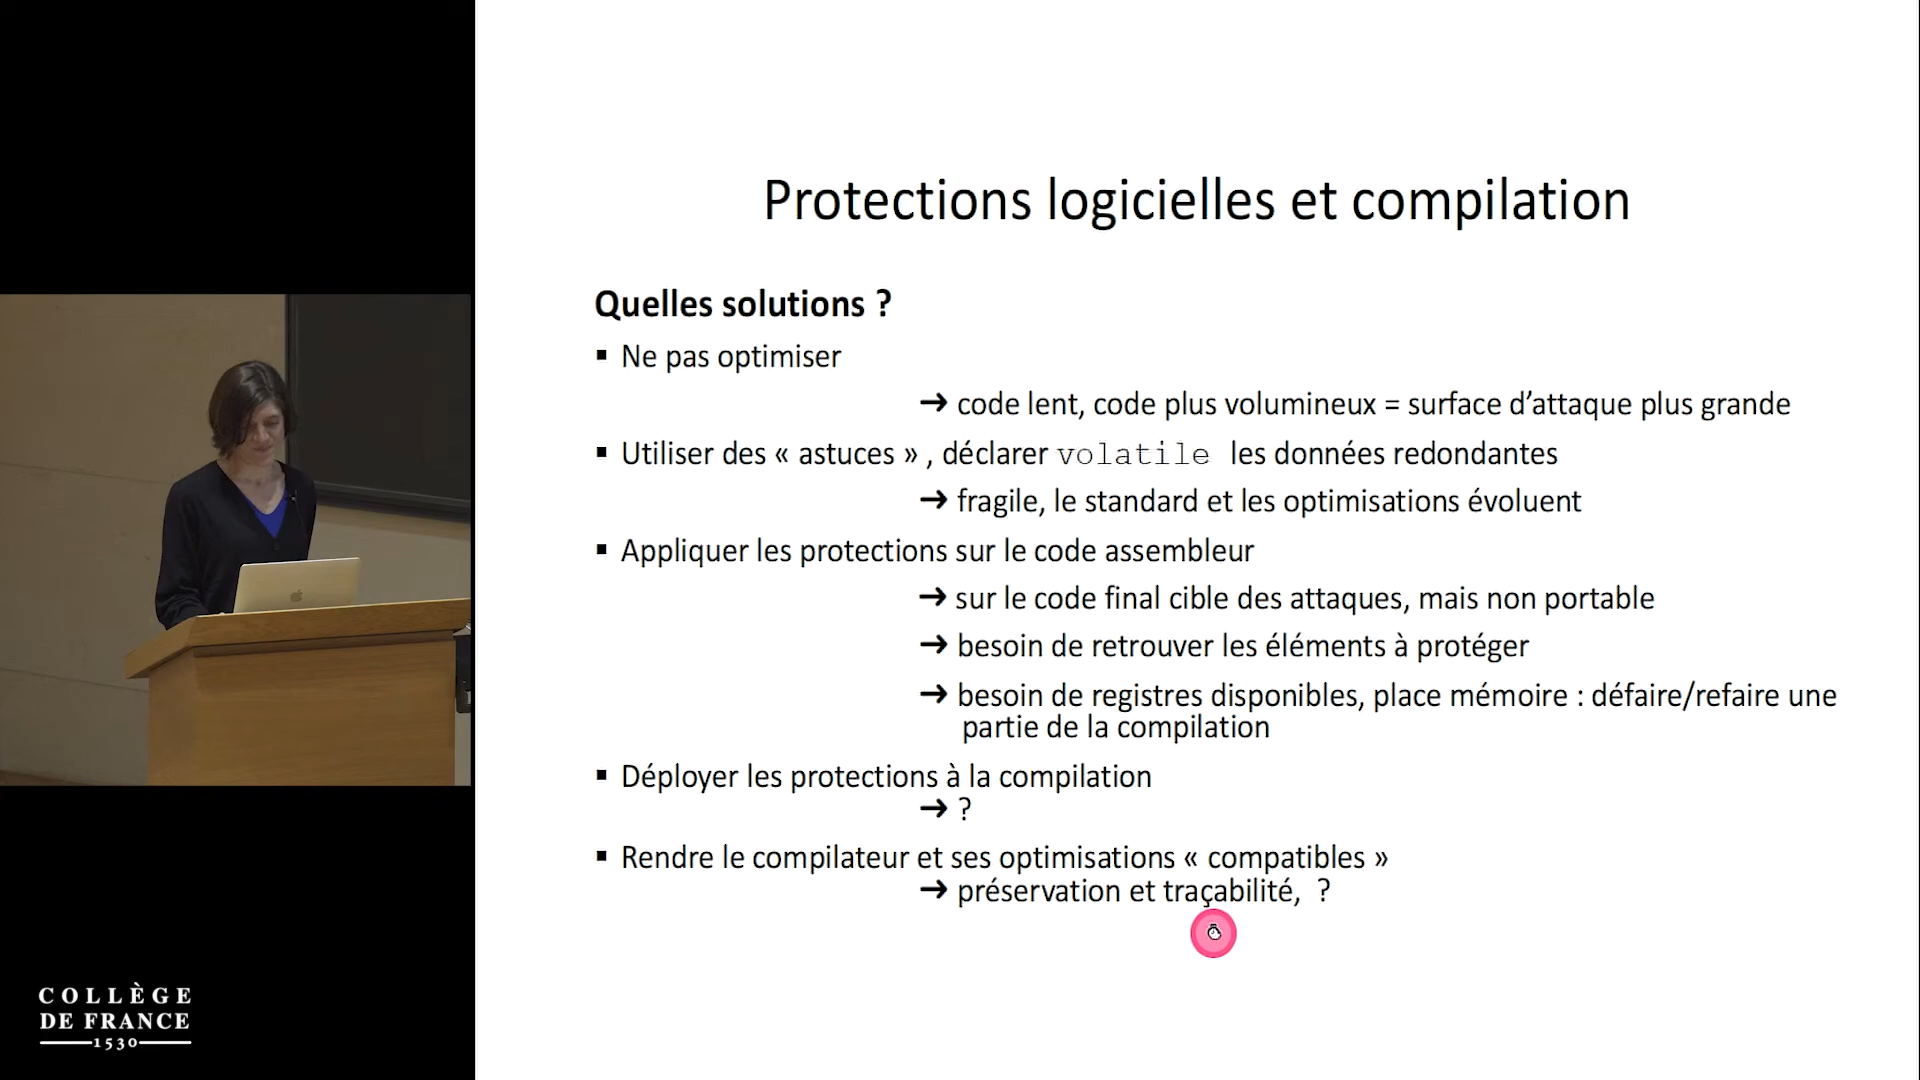 Protections logicielles et compilation
Quelles solutions ?
▪ Ne pas optimiser
➔ code lent, code plus volumineux = surface d’attaque plus grande
▪ Utiliser des « astuces » , déclarer volatile les données redondantes
➔ fragile, le standard et les optimisations évoluent
▪ Appliquer les protections sur le code assembleur
➔ sur le code final cible des attaques, mais non portable
➔ besoin de retrouver les éléments à protéger
➔ besoin de registres disponibles, place mémoire : défaire/refaire une
partie de la compilation
▪ Déployer les protections à la compilation
➔ ?
▪ Rendre le compilateur et ses optimisations « compatibles »
➔ préservation et traçabilité, ?
COLLÈGE
DE FRANCE
1530